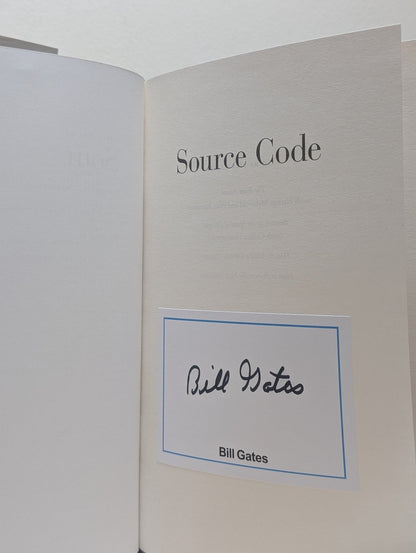 Source Code
Bill Gates
Bill Gates